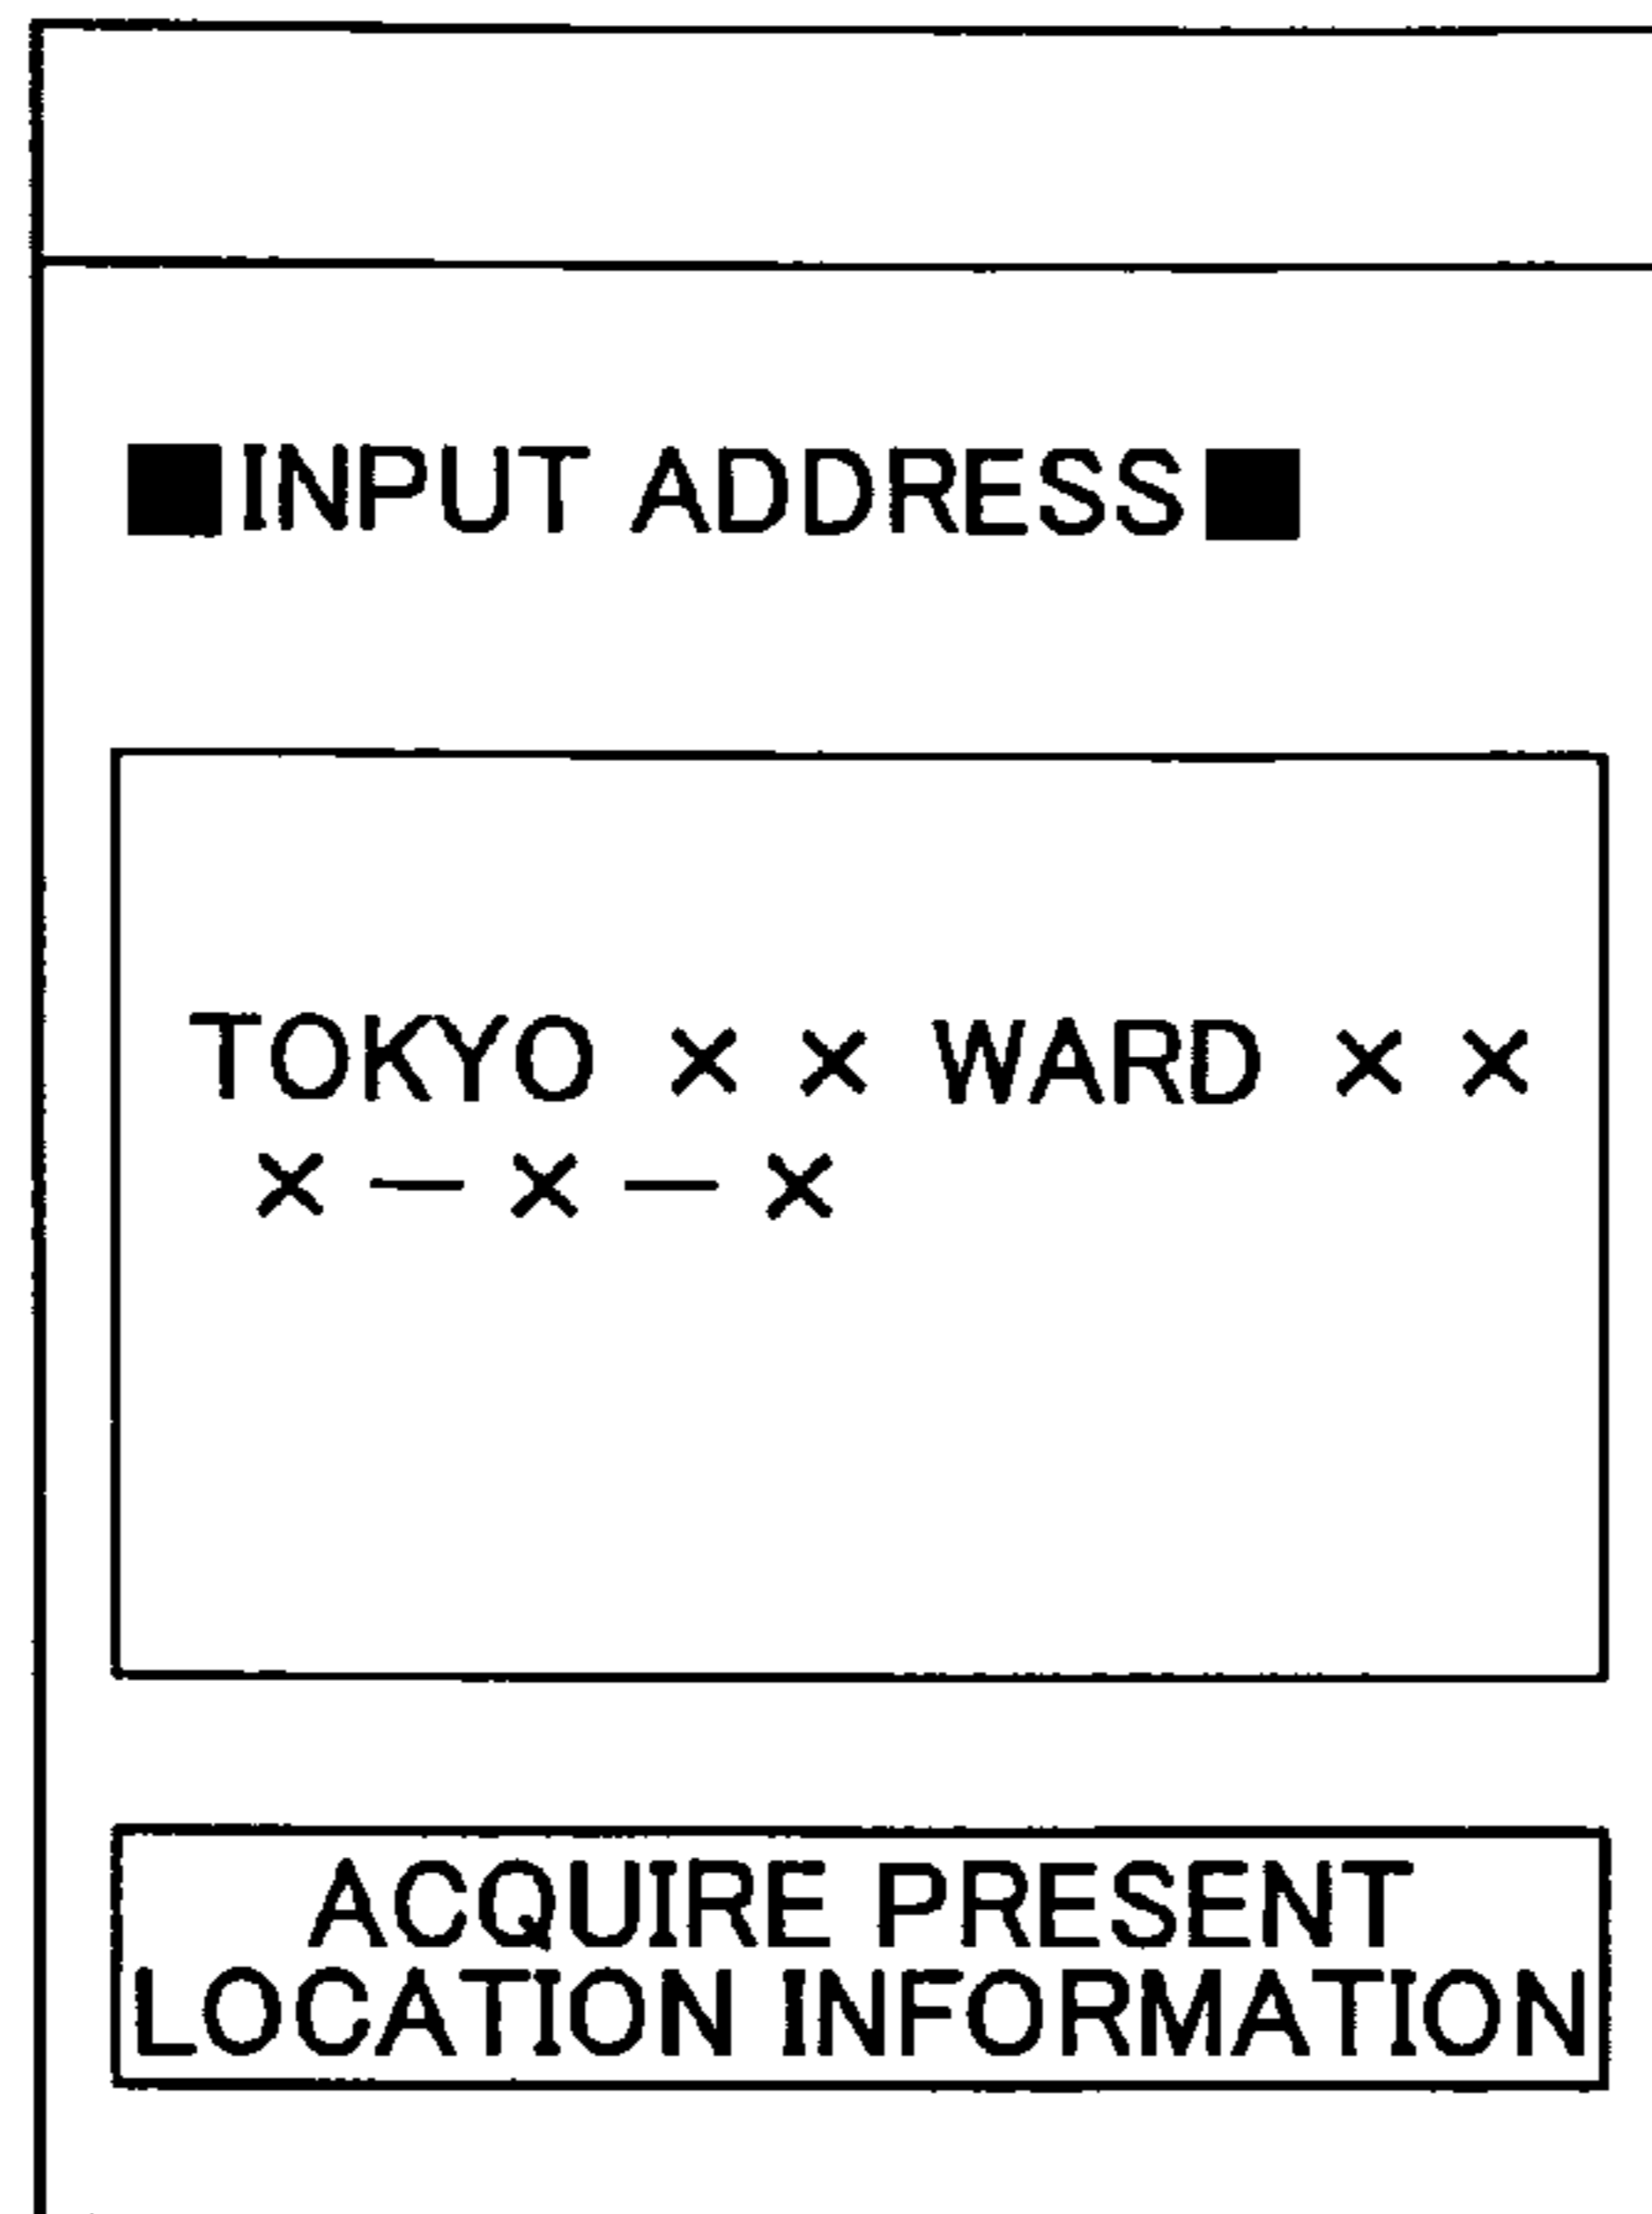 ■INPUT ADDRESS■
TOKYO × × WARD × ×
×－×－×
ACQUIRE PRESENT
LOCATION INFORMATION